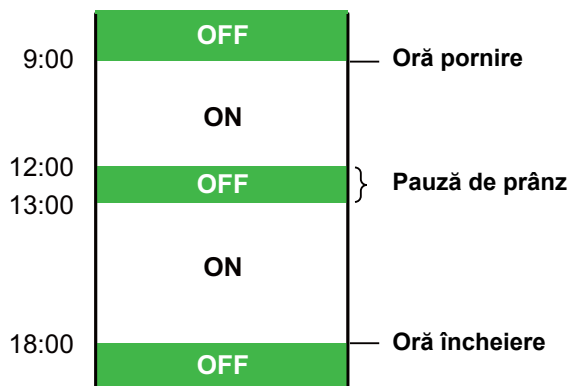 OFF
9:00 Oră pornire
ON
12:00
OFF Pauză de prânz
13:00
ON
18:00 Oră încheiere
OFF